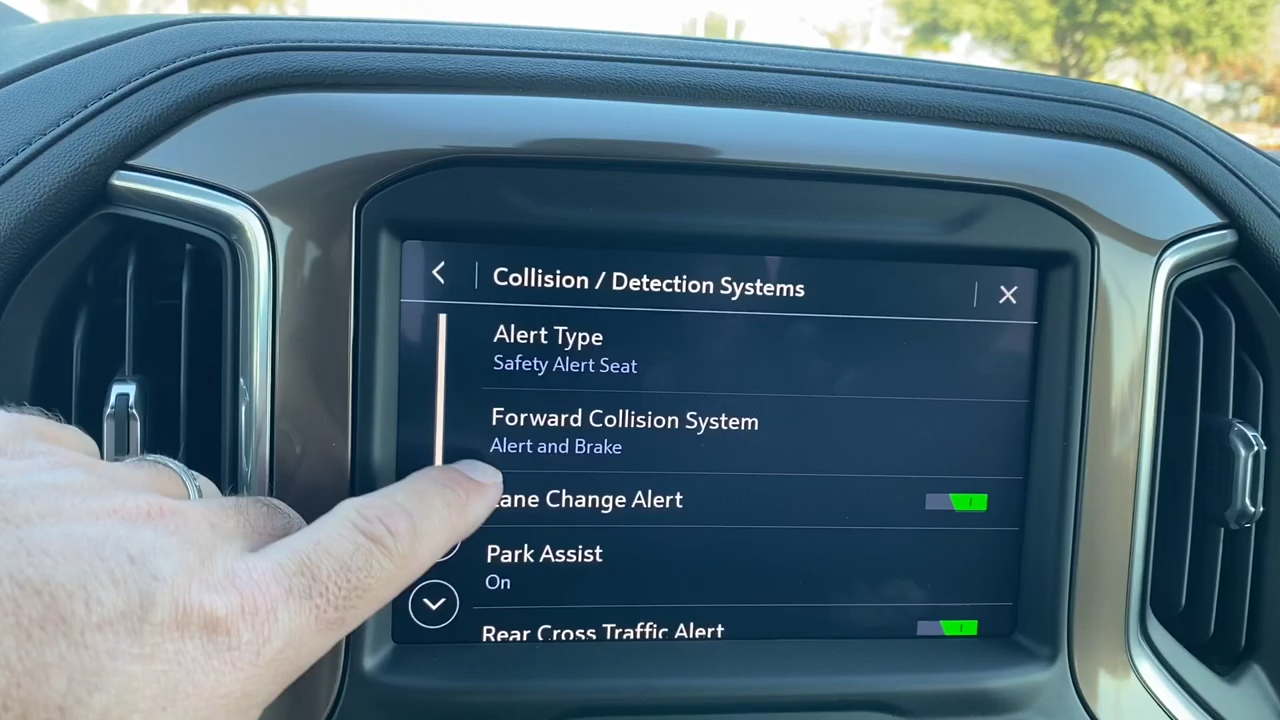 Collision / Detection Systems
Alert Type
Safety Alert Seat
Forward Collision System
Alert and Brake
Lane Change Alert
Park Assist
On
Rear Cross Traffic Alert